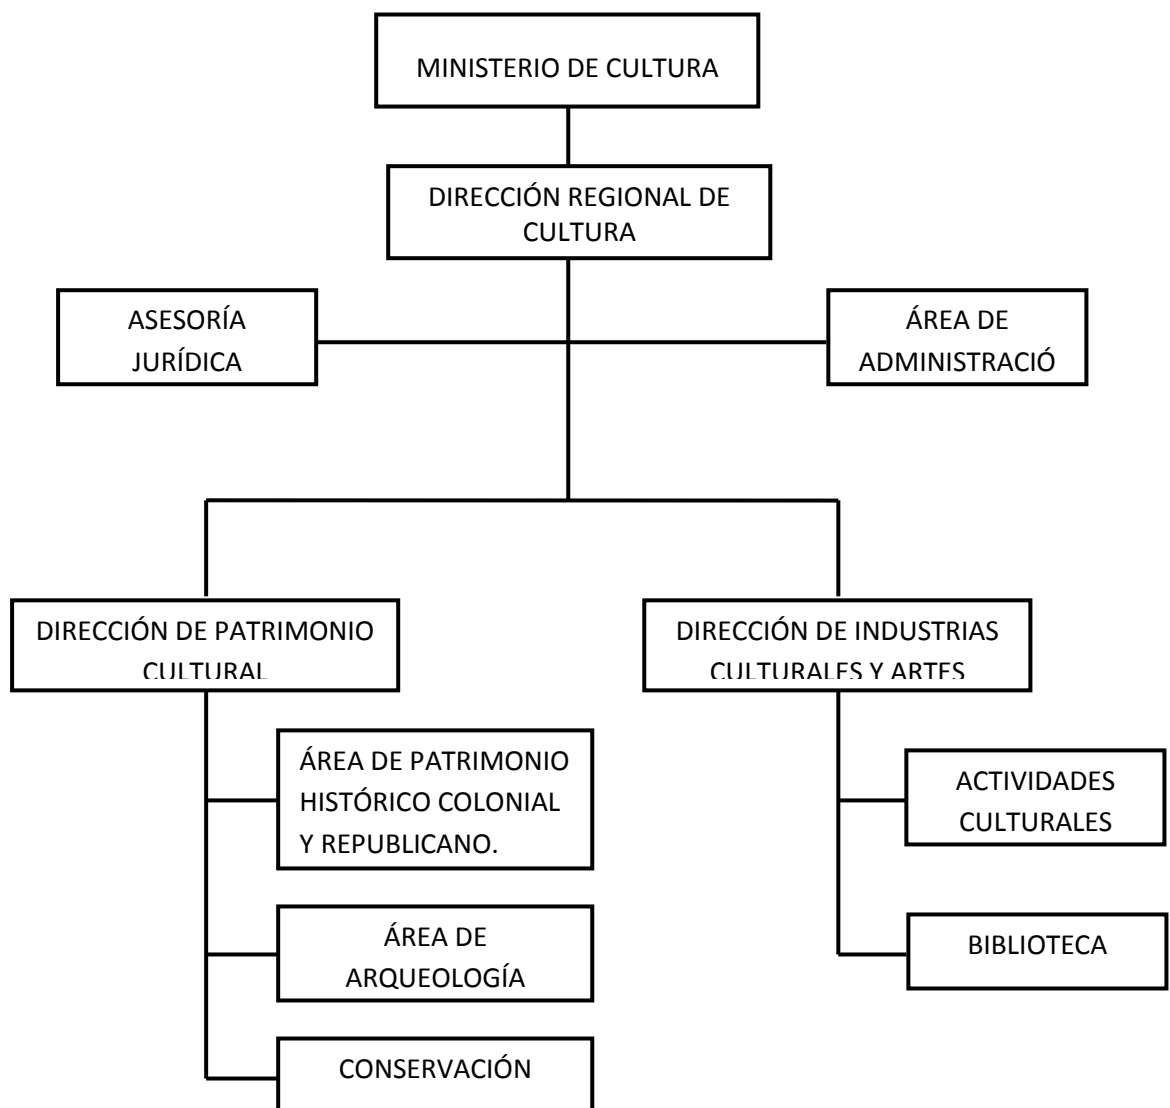 MINISTERIO DE CULTURA
DIRECCIÓN REGIONAL DE
CULTURA
ASESORÍA
JURÍDICA
ÁREA DE
ADMINISTRACIÓ
DIRECCIÓN DE PATRIMONIO
CULTURAL
DIRECCIÓN DE INDUSTRIAS
CULTURALES Y ARTES
ÁREA DE PATRIMONIO
HISTÓRICO COLONIAL
Y REPUBLICANO.
ÁREA DE
ARQUEOLOGÍA
CONSERVACIÓN
ACTIVIDADES
CULTURALES
BIBLIOTECA